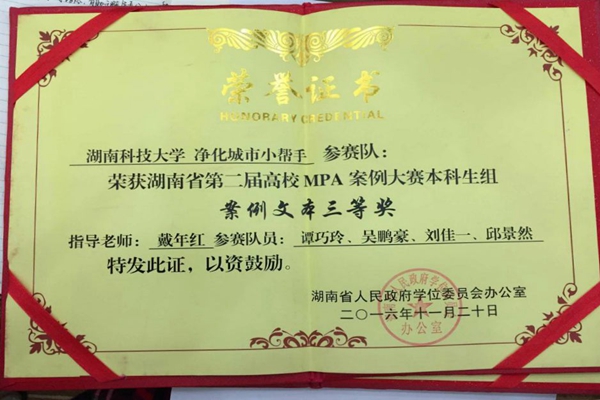 荣誉证书
HONORARY CREDENTIAL
湖南科技大学 净化城市小帮手 参赛队：
荣获湖南省第二届高校 MPA 案例大赛本科生组
案例文本三等奖
指导老师：戴年红 参赛队员：谭巧玲、吴鹏豪、刘佳一、邱景然
特发此证，以资鼓励。
湖南省人民政府学位委员会办公室
二〇一六年十一月二十日
办公室